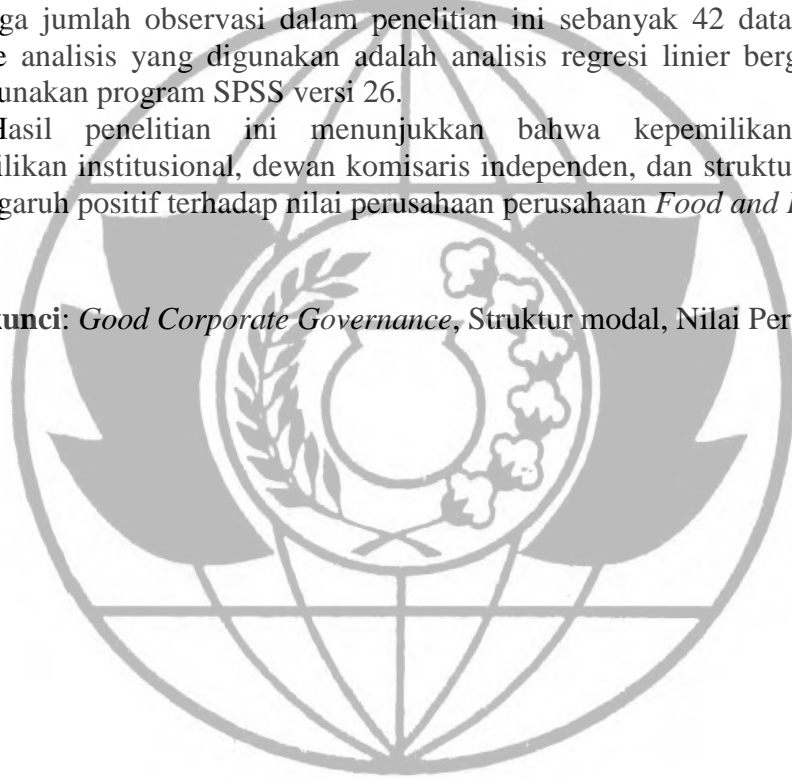 ga jumlah observasi dalam penelitian ini sebanyak 42 data
e analisis yang digunakan adalah analisis regresi linier berg
unakan program SPSS versi 26.
Hasil penelitian ini menunjukkan bahwa kepemilikan
ilikan institusional, dewan komisaris independen, dan struktu
garuh positif terhadap nilai perusahaan perusahaan Food and
unci: Good Corporate Governance, Struktur modal, Nilai Per